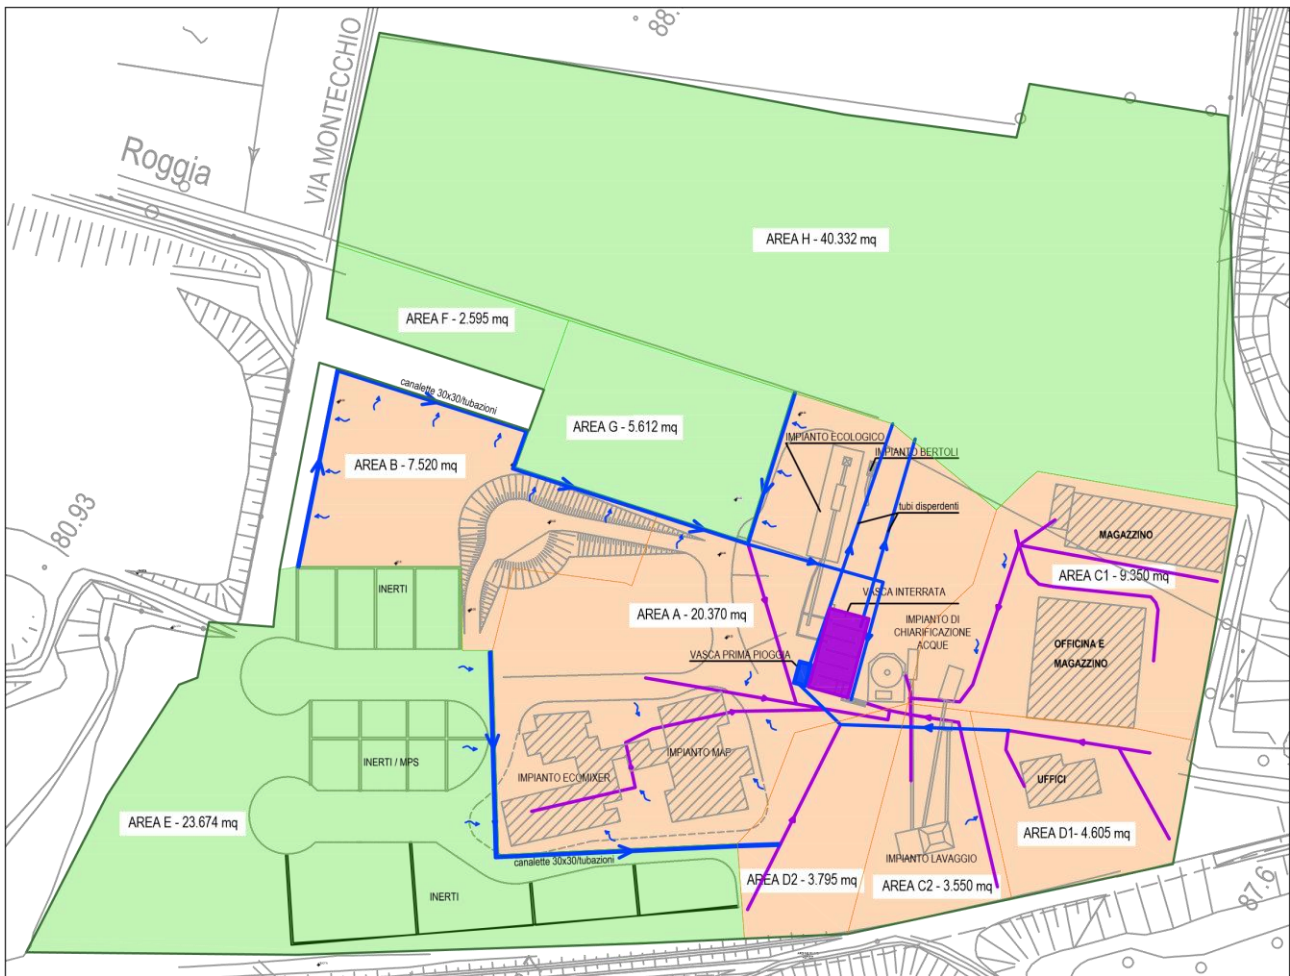 88.
VIA MONTECCHIO
Roggia
AREA H - 40.332 mq
AREA F - 2.595 mq
canalette 30x30/tubazioni
AREA G - 5.612 mq
IMPIANTO ECOLOGICO
IMPIANTO BERTOLI
AREA B - 7.520 mq
tubi disperdenti
80.93
MAGAZZINO
AREA C1 - 9.350 mq
INERTI
VASCA INTERRATA
AREA A - 20.370 mq
IMPIANTO DI
CHIARIFICAZIONE
ACQUE
OFFICINA E
MAGAZZINO
VASCA PRIMA PIOGGIA
INERTI / MPS
IMPIANTO MAP
IMPIANTO ECOMIXER
UFFICI
AREA E - 23.674 mq
AREA D1- 4.605 mq
canalette 30x30/tubazioni
IMPIANTO LAVAGGIO
AREA D2 - 3.795 mq
AREA C2 - 3.550 mq
INERTI
87.6